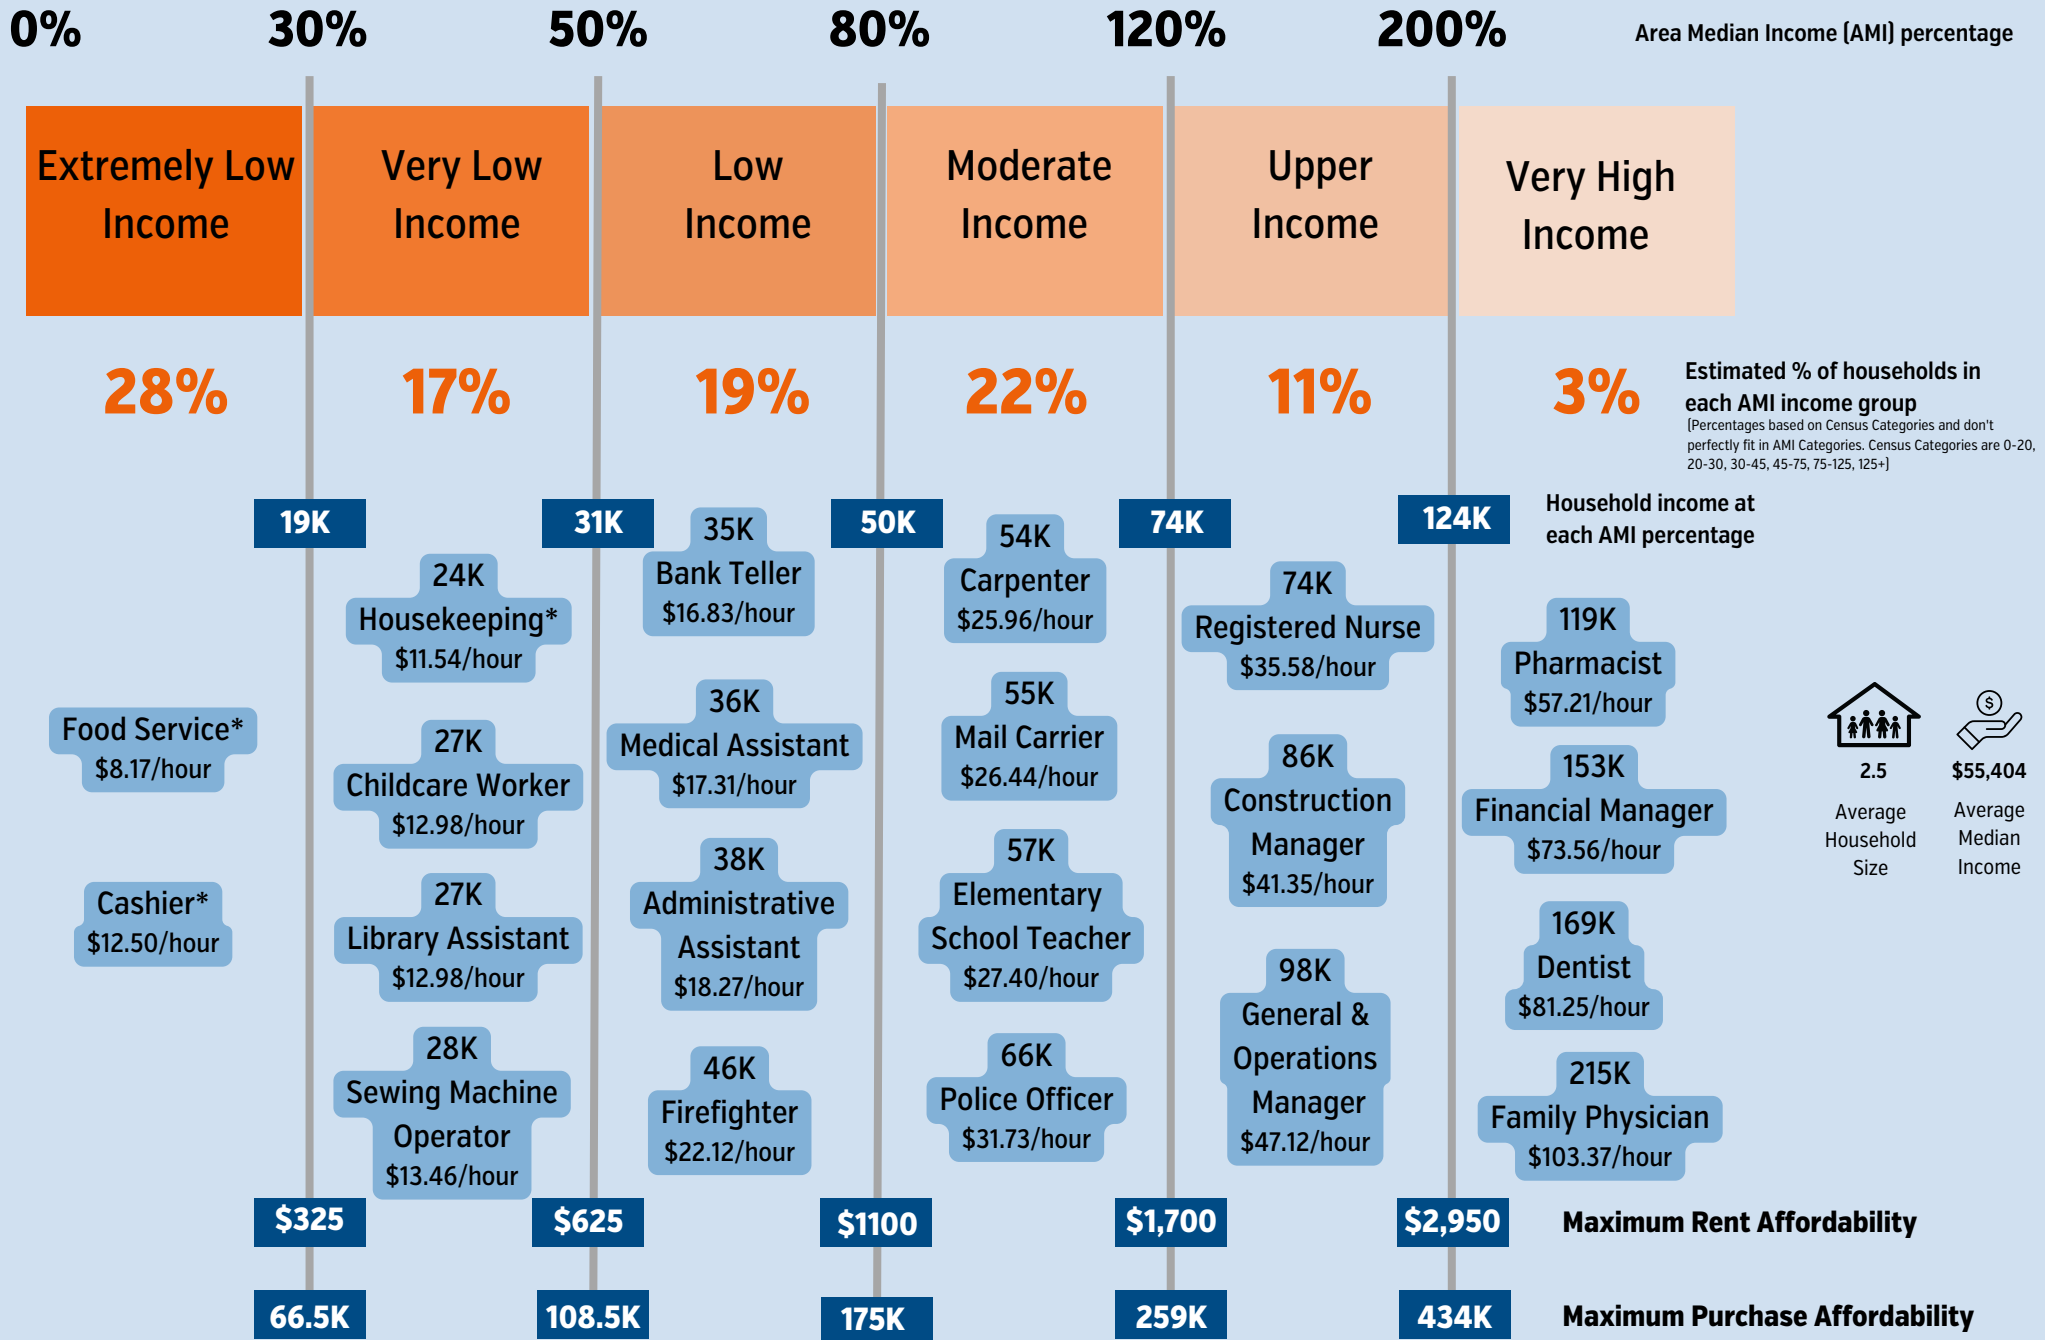 0%
30%
50%
80%
120%
200%
Area Median Income (AMI) percentage
Extremely Low
Income
Very Low
Income
Low
Income
Moderate
Income
Upper
Income
Very High
Income
28%
17%
19%
22%
11%
3%
Estimated % of households in
each AMI income group
(Percentages based on Census Categories and don't
perfectly fit in AMI Categories. Census Categories are 0-20,
20-30, 30-45, 45-75, 75-125, 125+)
19K
31K
50K
74K
124K
Household income at
each AMI percentage
Food Service*
$8.17/hour
Cashier*
$12.50/hour
24K
Housekeeping*
$11.54/hour
27K
Childcare Worker
$12.98/hour
27K
Library Assistant
$12.98/hour
28K
Sewing Machine
Operator
$13.46/hour
35K
Bank Teller
$16.83/hour
36K
Medical Assistant
$17.31/hour
38K
Administrative
Assistant
$18.27/hour
46K
Firefighter
$22.12/hour
54K
Carpenter
$25.96/hour
55K
Mail Carrier
$26.44/hour
57K
Elementary
School Teacher
$27.40/hour
66K
Police Officer
$31.73/hour
74K
Registered Nurse
$35.58/hour
86K
Construction
Manager
$41.35/hour
98K
General &
Operations
Manager
$47.12/hour
119K
Pharmacist
$57.21/hour
153K
Financial Manager
$73.56/hour
169K
Dentist
$81.25/hour
215K
Family Physician
$103.37/hour
2.5
Average
Household
Size
$
$55,404
Average
Median
Income
$325
$625
$1100
$1,700
$2,950
Maximum Rent Affordability
66.5K
108.5K
175K
259K
434K
Maximum Purchase Affordability